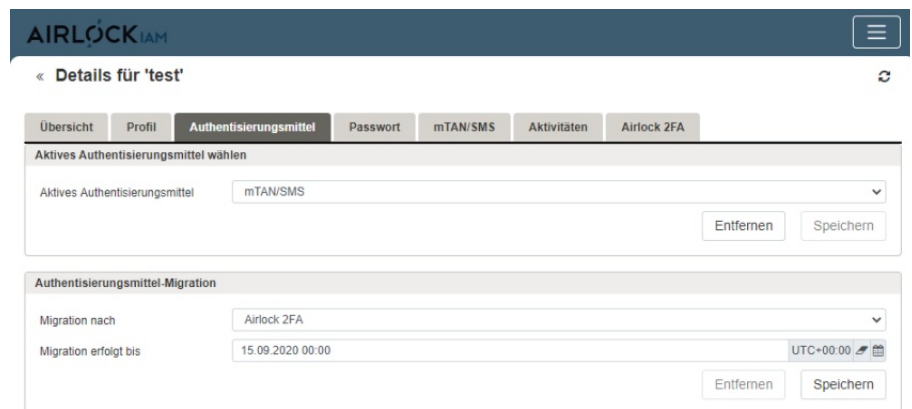 AIRLOCK IAM
« Details für 'test'
Übersicht Profil Authentisierungsmittel Passwort mTAN/SMS Aktivitäten Airlock 2FA
Aktives Authentisierungsmittel wählen
Aktives Authentisierungsmittel mTAN/SMS
Entfernen Speichern
Authentisierungsmittel-Migration
Migration nach Airlock 2FA
Migration erfolgt bis 15.09.2020 00:00 UTC+00:00
Entfernen Speichern